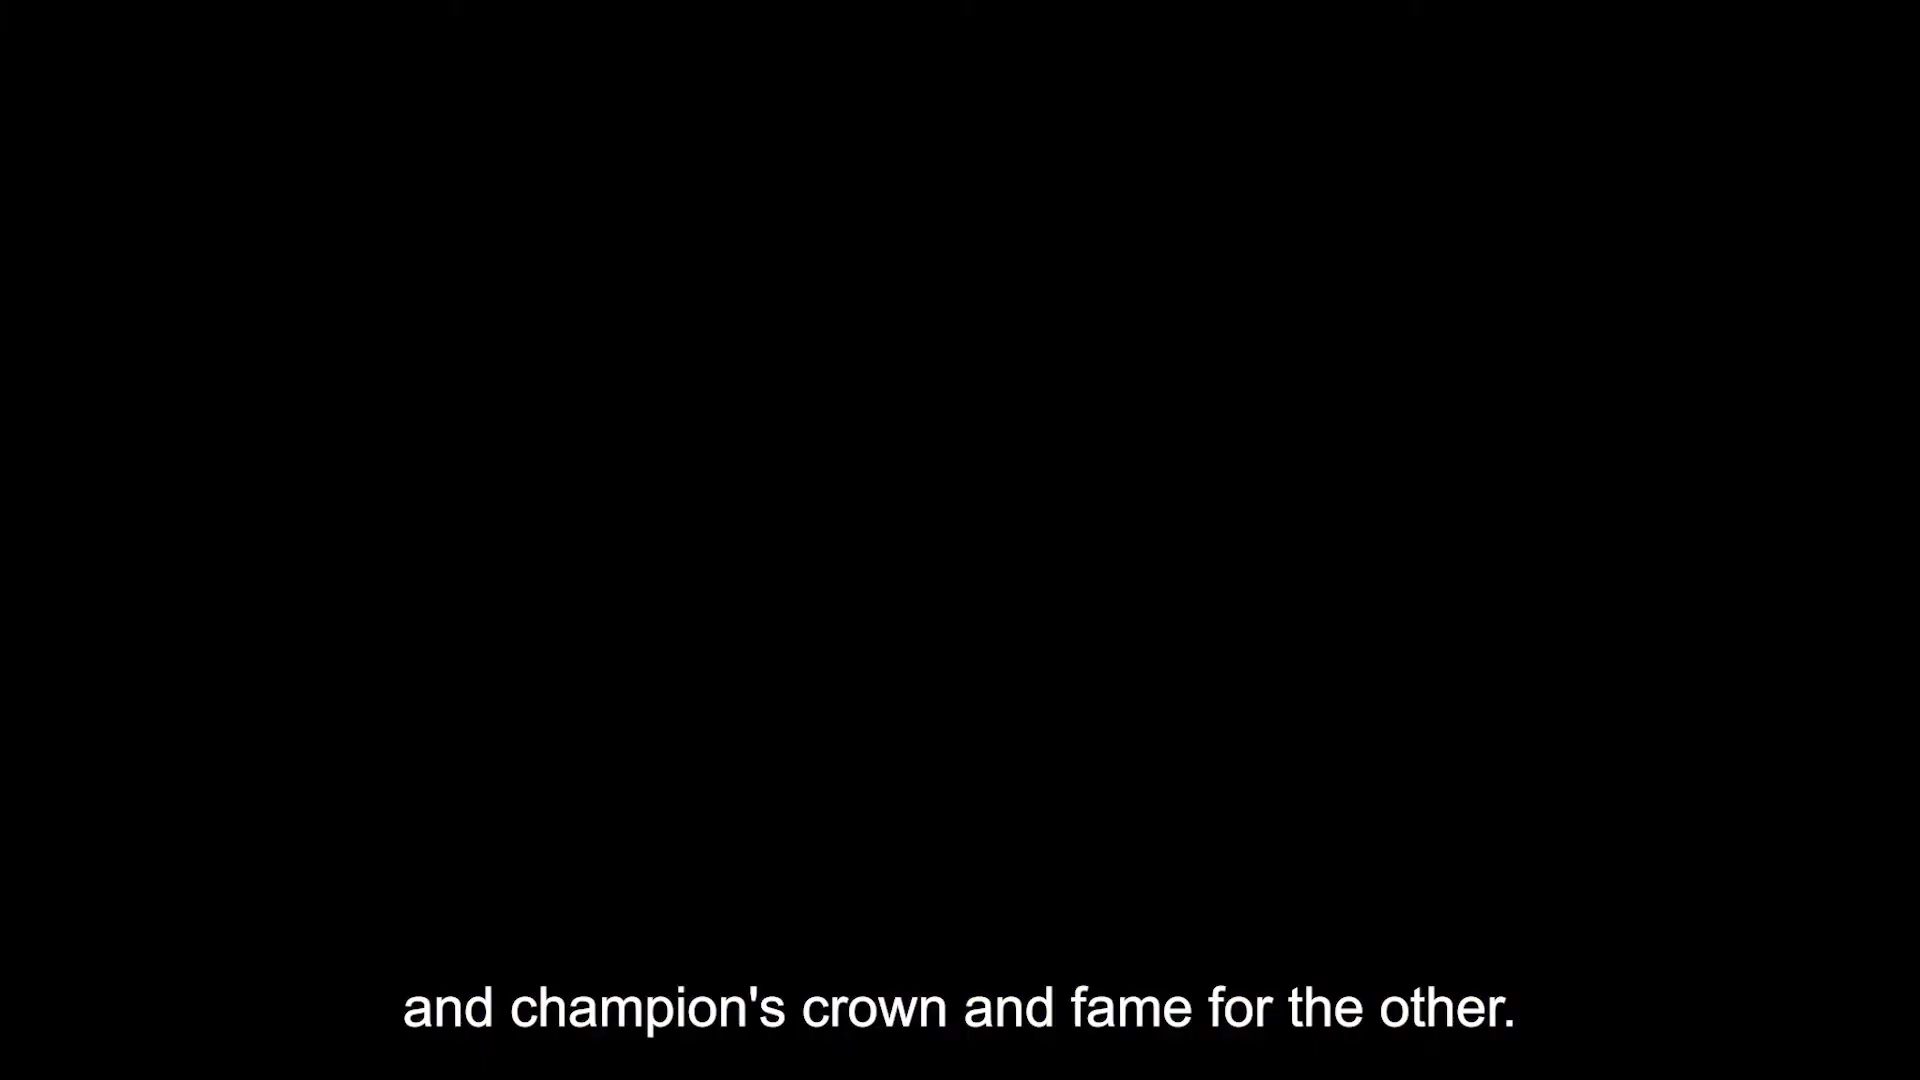 and champion's crown and fame for the other.